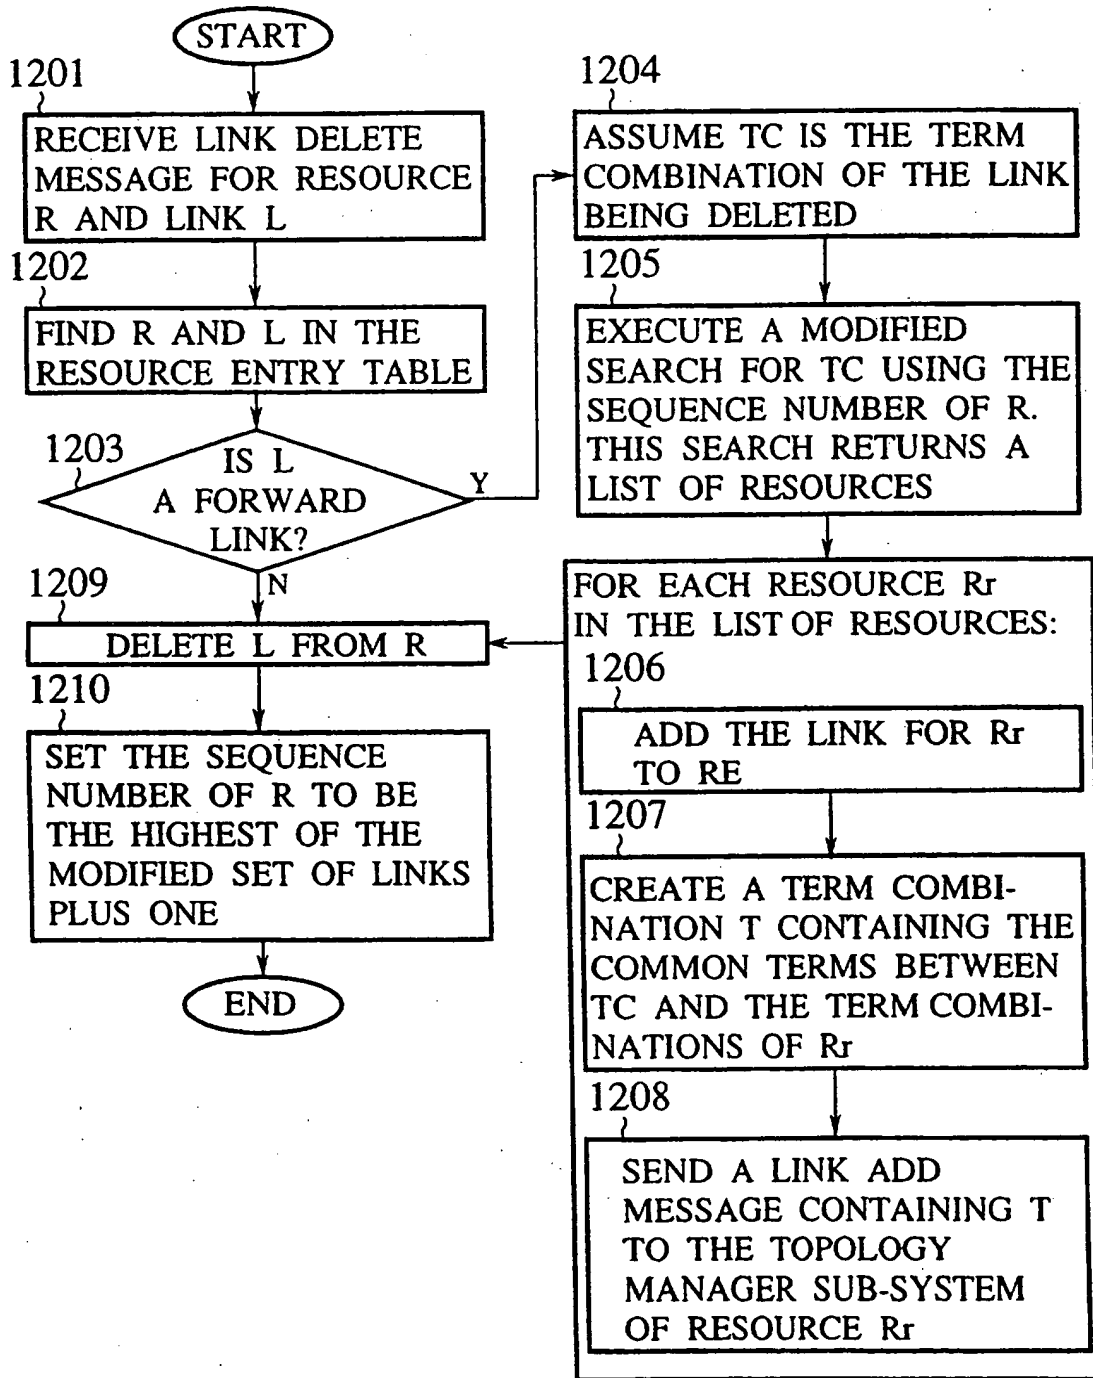 START
1201
RECEIVE LINK DELETE
MESSAGE FOR RESOURCE
R AND LINK L
1202
FIND R AND L IN THE
RESOURCE ENTRY TABLE
1203
IS L
A FORWARD
LINK?
Y
N
1204
ASSUME TC IS THE TERM
COMBINATION OF THE LINK
BEING DELETED
1205
EXECUTE A MODIFIED
SEARCH FOR TC USING THE
SEQUENCE NUMBER OF R.
THIS SEARCH RETURNS A
LIST OF RESOURCES
FOR EACH RESOURCE Rr
IN THE LIST OF RESOURCES:
1206
ADD THE LINK FOR Rr
TO RE
1207
CREATE A TERM COMBI-
NATION T CONTAINING THE
COMMON TERMS BETWEEN
TC AND THE TERM COMBI-
NATIONS OF Rr
1208
SEND A LINK ADD
MESSAGE CONTAINING T
TO THE TOPOLOGY
MANAGER SUB-SYSTEM
OF RESOURCE Rr
1209
DELETE L FROM R
1210
SET THE SEQUENCE
NUMBER OF R TO BE
THE HIGHEST OF THE
MODIFIED SET OF LINKS
PLUS ONE
END